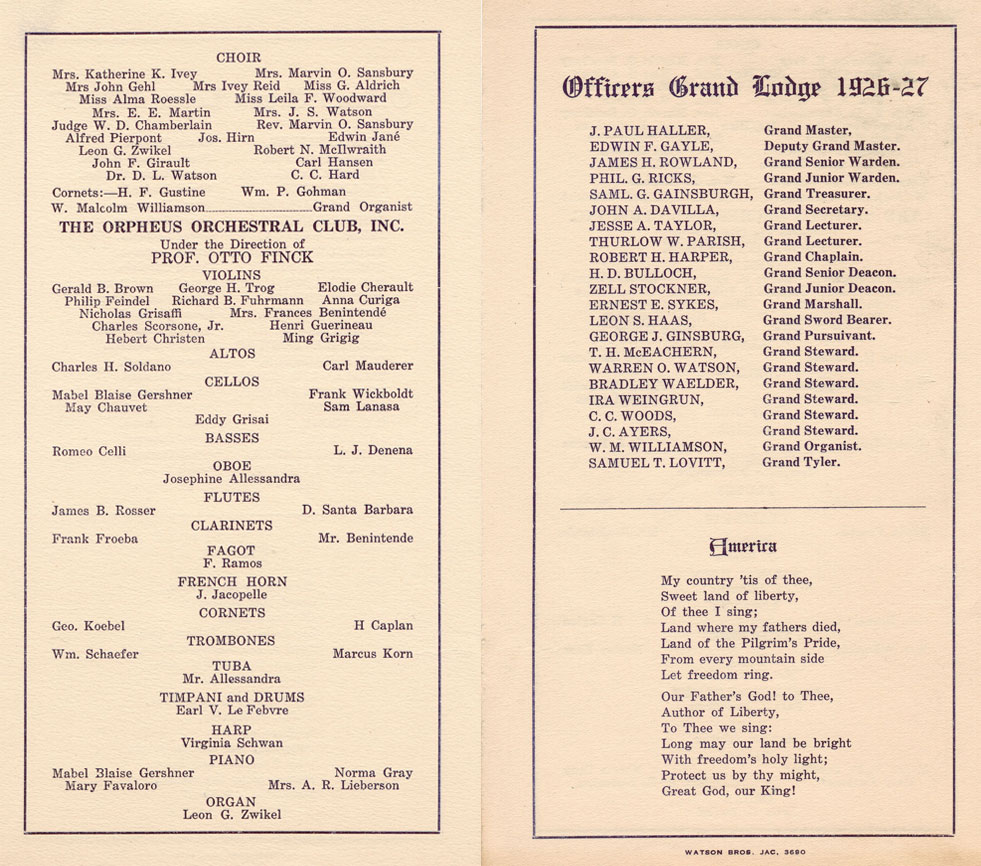 CHOIR
Mrs. Katherine K. Ivey Mrs. Marvin O. Sansbury
Mrs John Gehl Mrs Ivey Reid Miss G. Aldrich
Miss Alma Roessle Miss Leila F. Woodward
Mrs. E. E. Martin Mrs. J. S. Watson
Judge W. D. Chamberlain Rev. Marvin O. Sansbury
Alfred Pierpont Jos. Hirn Edwin Jané
Leon G. Zwikel Robert N. McIlwraith
John F. Girault Carl Hansen
Dr. D. L. Watson C. C. Hard
Cornets:—H. F. Gustine Wm. P. Gohman
W. Malcolm Williamson Grand Organist
THE ORPHEUS ORCHESTRAL CLUB, INC.
Under the Direction of
PROF. OTTO FINCK
VIOLINS
Gerald B. Brown George H. Trog Elodie Cherault
Philip Feindel Richard B. Fuhrmann Anna Curiga
Nicholas Grisaffi Mrs. Frances Benintendé
Charles Scorsone, Jr. Henri Guerineau
Hebert Christen Ming Grigig
ALTOS
Charles H. Soldano Carl Mauderer
CELLOS
Mabel Blaise Gershner Frank Wickboldt
May Chauvet Sam Lanasa
Eddy Grisai
BASSES
Romeo Celli L. J. Denena
OBOE
Josephine Allessandra
FLUTES
James B. Rosser D. Santa Barbara
CLARINETS
Frank Froeba Mr. Benintende
FAGOT
F. Ramos
FRENCH HORN
J. Jacopelle
CORNETS
Geo. Koebel H Caplan
TROMBONES
Wm. Schaefer Marcus Korn
TUBA
Mr. Allessandra
TIMPANI and DRUMS
Earl V. Le Febvre
HARP
Virginia Schwan
PIANO
Mabel Blaise Gershner Norma Gray
Mary Favaloro Mrs. A. R. Lieberson
ORGAN
Leon G. Zwikel
Officers Grand Lodge 1926-27
J. PAUL HALLER, Grand Master,
EDWIN F. GAYLE, Deputy Grand Master.
JAMES H. ROWLAND, Grand Senior Warden.
PHIL. G. RICKS, Grand Junior Warden.
SAML. G. GAINSBURGH, Grand Treasurer.
JOHN A. DAVILLA, Grand Secretary.
JESSE A. TAYLOR, Grand Lecturer.
THURLOW W. PARISH, Grand Lecturer.
ROBERT H. HARPER, Grand Chaplain.
H. D. BULLOCH, Grand Senior Deacon.
ZELL STOCKNER, Grand Junior Deacon.
ERNEST E. SYKES, Grand Marshall.
LEON S. HAAS, Grand Sword Bearer.
GEORGE J. GINSBURG, Grand Pursuivant.
T. H. McEACHERN, Grand Steward.
WARREN O. WATSON, Grand Steward.
BRADLEY WAELDER, Grand Steward.
IRA WEINGRUN, Grand Steward.
C. C. WOODS, Grand Steward.
J. C. AYERS, Grand Steward.
W. M. WILLIAMSON, Grand Organist.
SAMUEL T. LOVITT, Grand Tyler.
America
My country 'tis of thee,
Sweet land of liberty,
Of thee I sing;
Land where my fathers died,
Land of the Pilgrim's Pride,
From every mountain side
Let freedom ring.
Our Father's God! to Thee,
Author of Liberty,
To Thee we sing:
Long may our land be bright
With freedom's holy light;
Protect us by thy might,
Great God, our King!
WATSON BROS. JAC, 3690